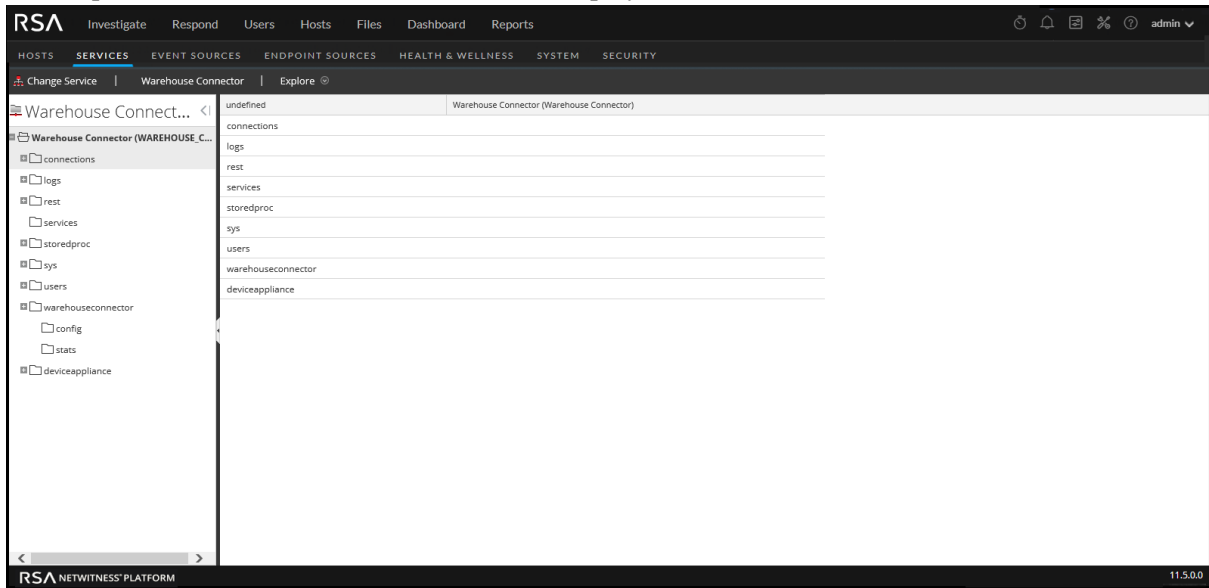 RSA Investigate Respond Users Hosts Files Dashboard Reports admin
HOSTS SERVICES EVENT SOURCES ENDPOINT SOURCES HEALTH & WELLNESS SYSTEM SECURITY
Change Service | Warehouse Connector | Explore
Warehouse Connect...
Warehouse Connector (WAREHOUSE_C...
connections
logs
rest
services
storedproc
sys
users
warehouseconnector
config
stats
deviceappliance
undefined Warehouse Connector (Warehouse Connector)
connections
logs
rest
services
storedproc
sys
users
warehouseconnector
deviceappliance
RSA NETWITNESS® PLATFORM 11.5.0.0